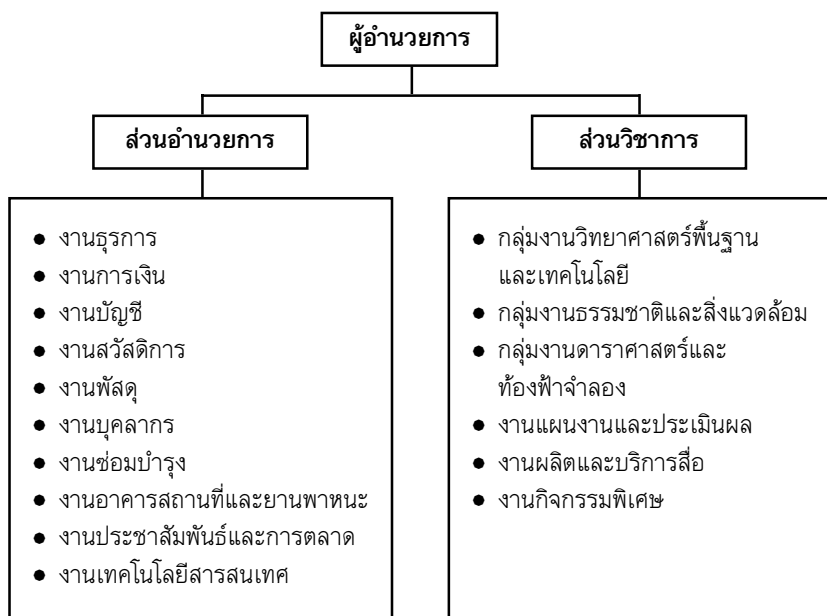 ผู้อำนวยการ
ส่วนอำนวยการ
ส่วนวิชาการ
● งานธุรการ
● งานการเงิน
● งานบัญชี
● งานสวัสดิการ
● งานพัสดุ
● งานบุคลากร
● งานซ่อมบำรุง
● งานอาคารสถานที่และยานพาหนะ
● งานประชาสัมพันธ์และการตลาด
● งานเทคโนโลยีสารสนเทศ
● กลุ่มงานวิทยาศาสตร์พื้นฐาน
และเทคโนโลยี
● กลุ่มงานธรรมชาติและสิ่งแวดล้อม
● กลุ่มงานดาราศาสตร์และ
ท้องฟ้าจำลอง
● งานแผนงานและประเมินผล
● งานผลิตและบริการสื่อ
● งานกิจกรรมพิเศษ